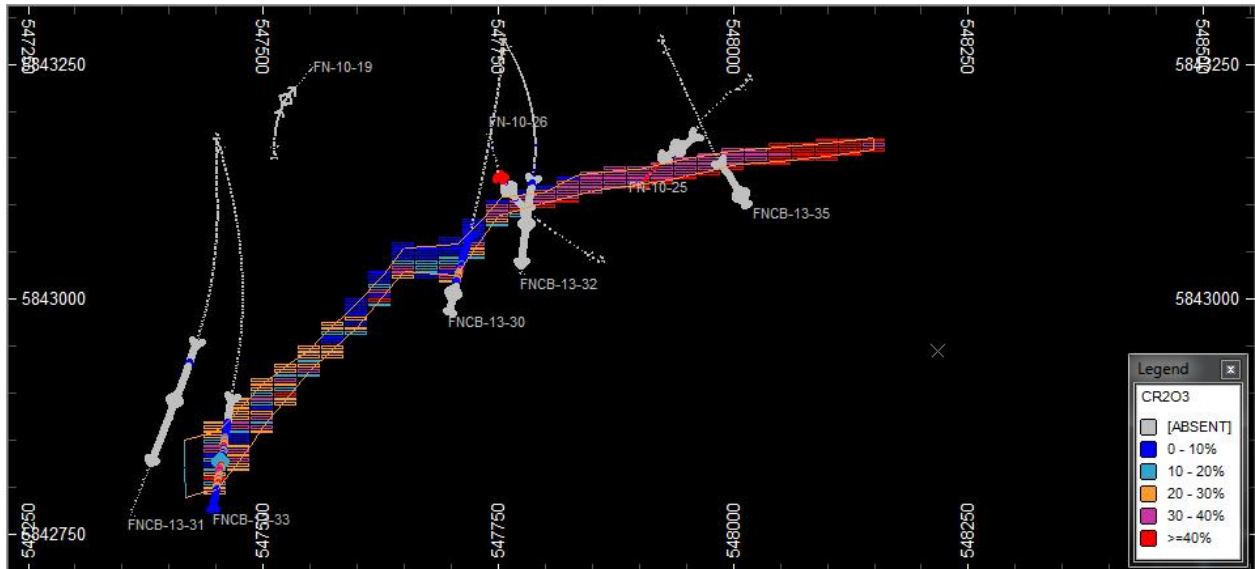 547250
547500
547750
548000
548250
548500
5843250
5843250
FN-10-19
FN-10-26
FN-10-25
FNCB-13-35
FNCB-13-32
5843000
5843000
FNCB-13-30
Legend
x
CR2O3
[ABSENT]
0 - 10%
10 - 20%
20 - 30%
30 - 40%
>=40%
FNCB-13-31
FNCB-13-33
5842750
547250
547500
547750
548000
548250